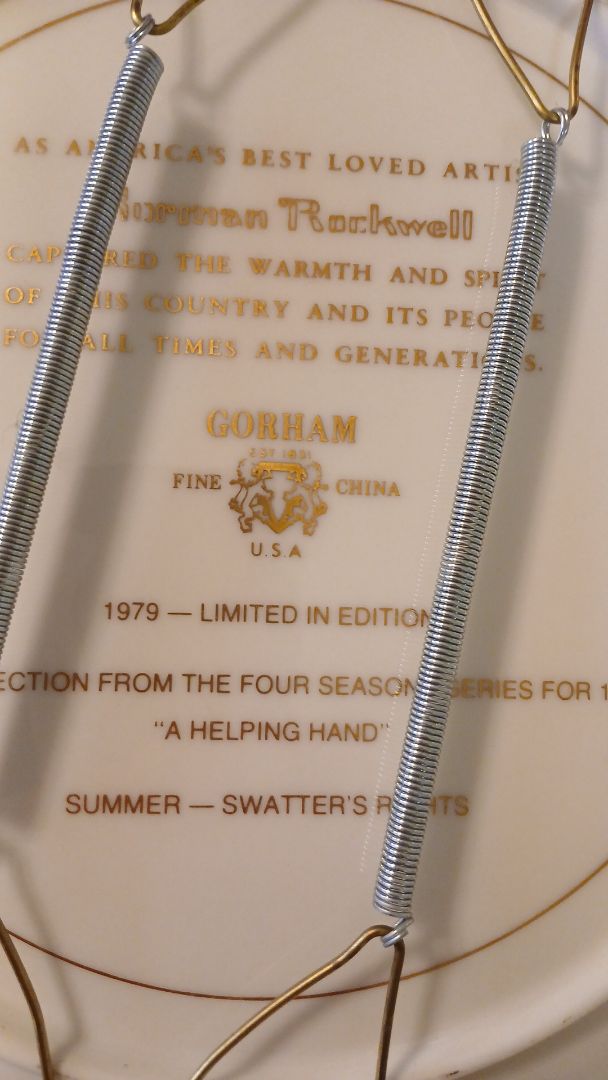 AS AMERICA'S BEST LOVED ARTIST
Norman Rockwell
CAPTURED THE WARMTH AND SPIRIT
OF THIS COUNTRY AND ITS PEOPLE
FOR ALL TIMES AND GENERATIONS.
GORHAM
EST 1831
FINE CHINA
U.S.A
1979 — LIMITED IN EDITION
ECTION FROM THE FOUR SEASONS SERIES FOR 1
"A HELPING HAND"
SUMMER — SWATTER'S RIGHTS